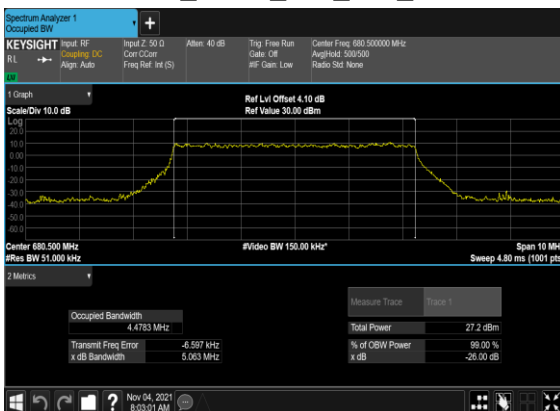 Spectrum Analyzer 1
Occupied BW
+
KEYSIGHT
RL
LXI
Input: RF
Coupling: DC
Align: Auto
Input Z: 50 Ω
Corr CCorr
Freq Ref: Int (S)
Atten: 40 dB
Trig: Free Run
Gate: Off
#IF Gain: Low
Center Freq: 680.500000 MHz
Avg|Hold: 500/500
Radio Std: None
1 Graph
Scale/Div 10.0 dB
Ref Lvl Offset 4.10 dB
Ref Value 30.00 dBm
Log
20.0
10.0
0.00
-10.0
-20.0
-30.0
-40.0
-50.0
-60.0
Center 680.500 MHz
#Res BW 51.000 kHz
#Video BW 150.00 kHz*
Span 10 MH
Sweep 4.80 ms (1001 pts
2 Metrics
Measure Trace
Trace 1
Occupied Bandwidth
4.4783 MHz
Total Power
27.2 dBm
Transmit Freq Error
-6.597 kHz
% of OBW Power
99.00 %
x dB Bandwidth
5.063 MHz
x dB
-26.00 dB
?
Nov 04, 2021
8:03:01 AM